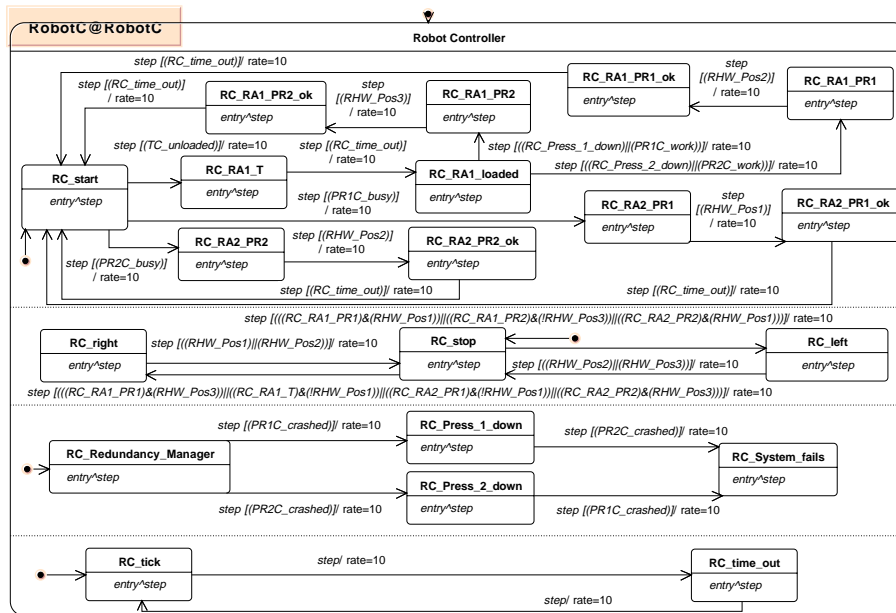 RobotC@RobotC
Robot Controller
step [(RC_time_out)]/ rate=10
step [(RC_time_out)]
/ rate=10
RC_RA1_PR2_ok
entry^step
step
[(RHW_Pos3)]
/ rate=10
RC_RA1_PR2
entry^step
RC_RA1_PR1_ok
entry^step
step
[(RHW_Pos2)]
/ rate=10
RC_RA1_PR1
entry^step
step [(TC_unloaded)]/ rate=10
step [(RC_time_out)]
/ rate=10
step [((RC_Press_1_down)||(PR1C_work))]/ rate=10
step [((RC_Press_2_down)||(PR2C_work))]/ rate=10
RC_start
entry^step
RC_RA1_T
entry^step
RC_RA1_loaded
entry^step
step [(PR1C_busy)]
/ rate=10
RC_RA2_PR1
entry^step
step
[(RHW_Pos1)]
/ rate=10
RC_RA2_PR1_ok
entry^step
step [(PR2C_busy)]
/ rate=10
RC_RA2_PR2
entry^step
step [(RHW_Pos2)]
/ rate=10
RC_RA2_PR2_ok
entry^step
step [(RC_time_out)]/ rate=10
step [(RC_time_out)]/ rate=10
step [(((RC_RA1_PR1)&(RHW_Pos1))||((RC_RA1_PR2)&(!RHW_Pos3))||((RC_RA2_PR2)&(RHW_Pos1)))]/ rate=10
RC_right
entry^step
step [((RHW_Pos1)||(RHW_Pos2))]/ rate=10
RC_stop
entry^step
step [((RHW_Pos2)||(RHW_Pos3))]/ rate=10
RC_left
entry^step
step [(((RC_RA1_PR1)&(RHW_Pos3))||((RC_RA1_T)&(!RHW_Pos1))||((RC_RA2_PR1)&(!RHW_Pos1))||((RC_RA2_PR2)&(RHW_Pos3)))]/ rate=10
step [(PR1C_crashed)]/ rate=10
RC_Press_1_down
entry^step
step [(PR2C_crashed)]/ rate=10
RC_Redundancy_Manager
entry^step
RC_System_fails
entry^step
step [(PR2C_crashed)]/ rate=10
RC_Press_2_down
entry^step
step [(PR1C_crashed)]/ rate=10
RC_tick
entry^step
step/ rate=10
RC_time_out
entry^step
step/ rate=10